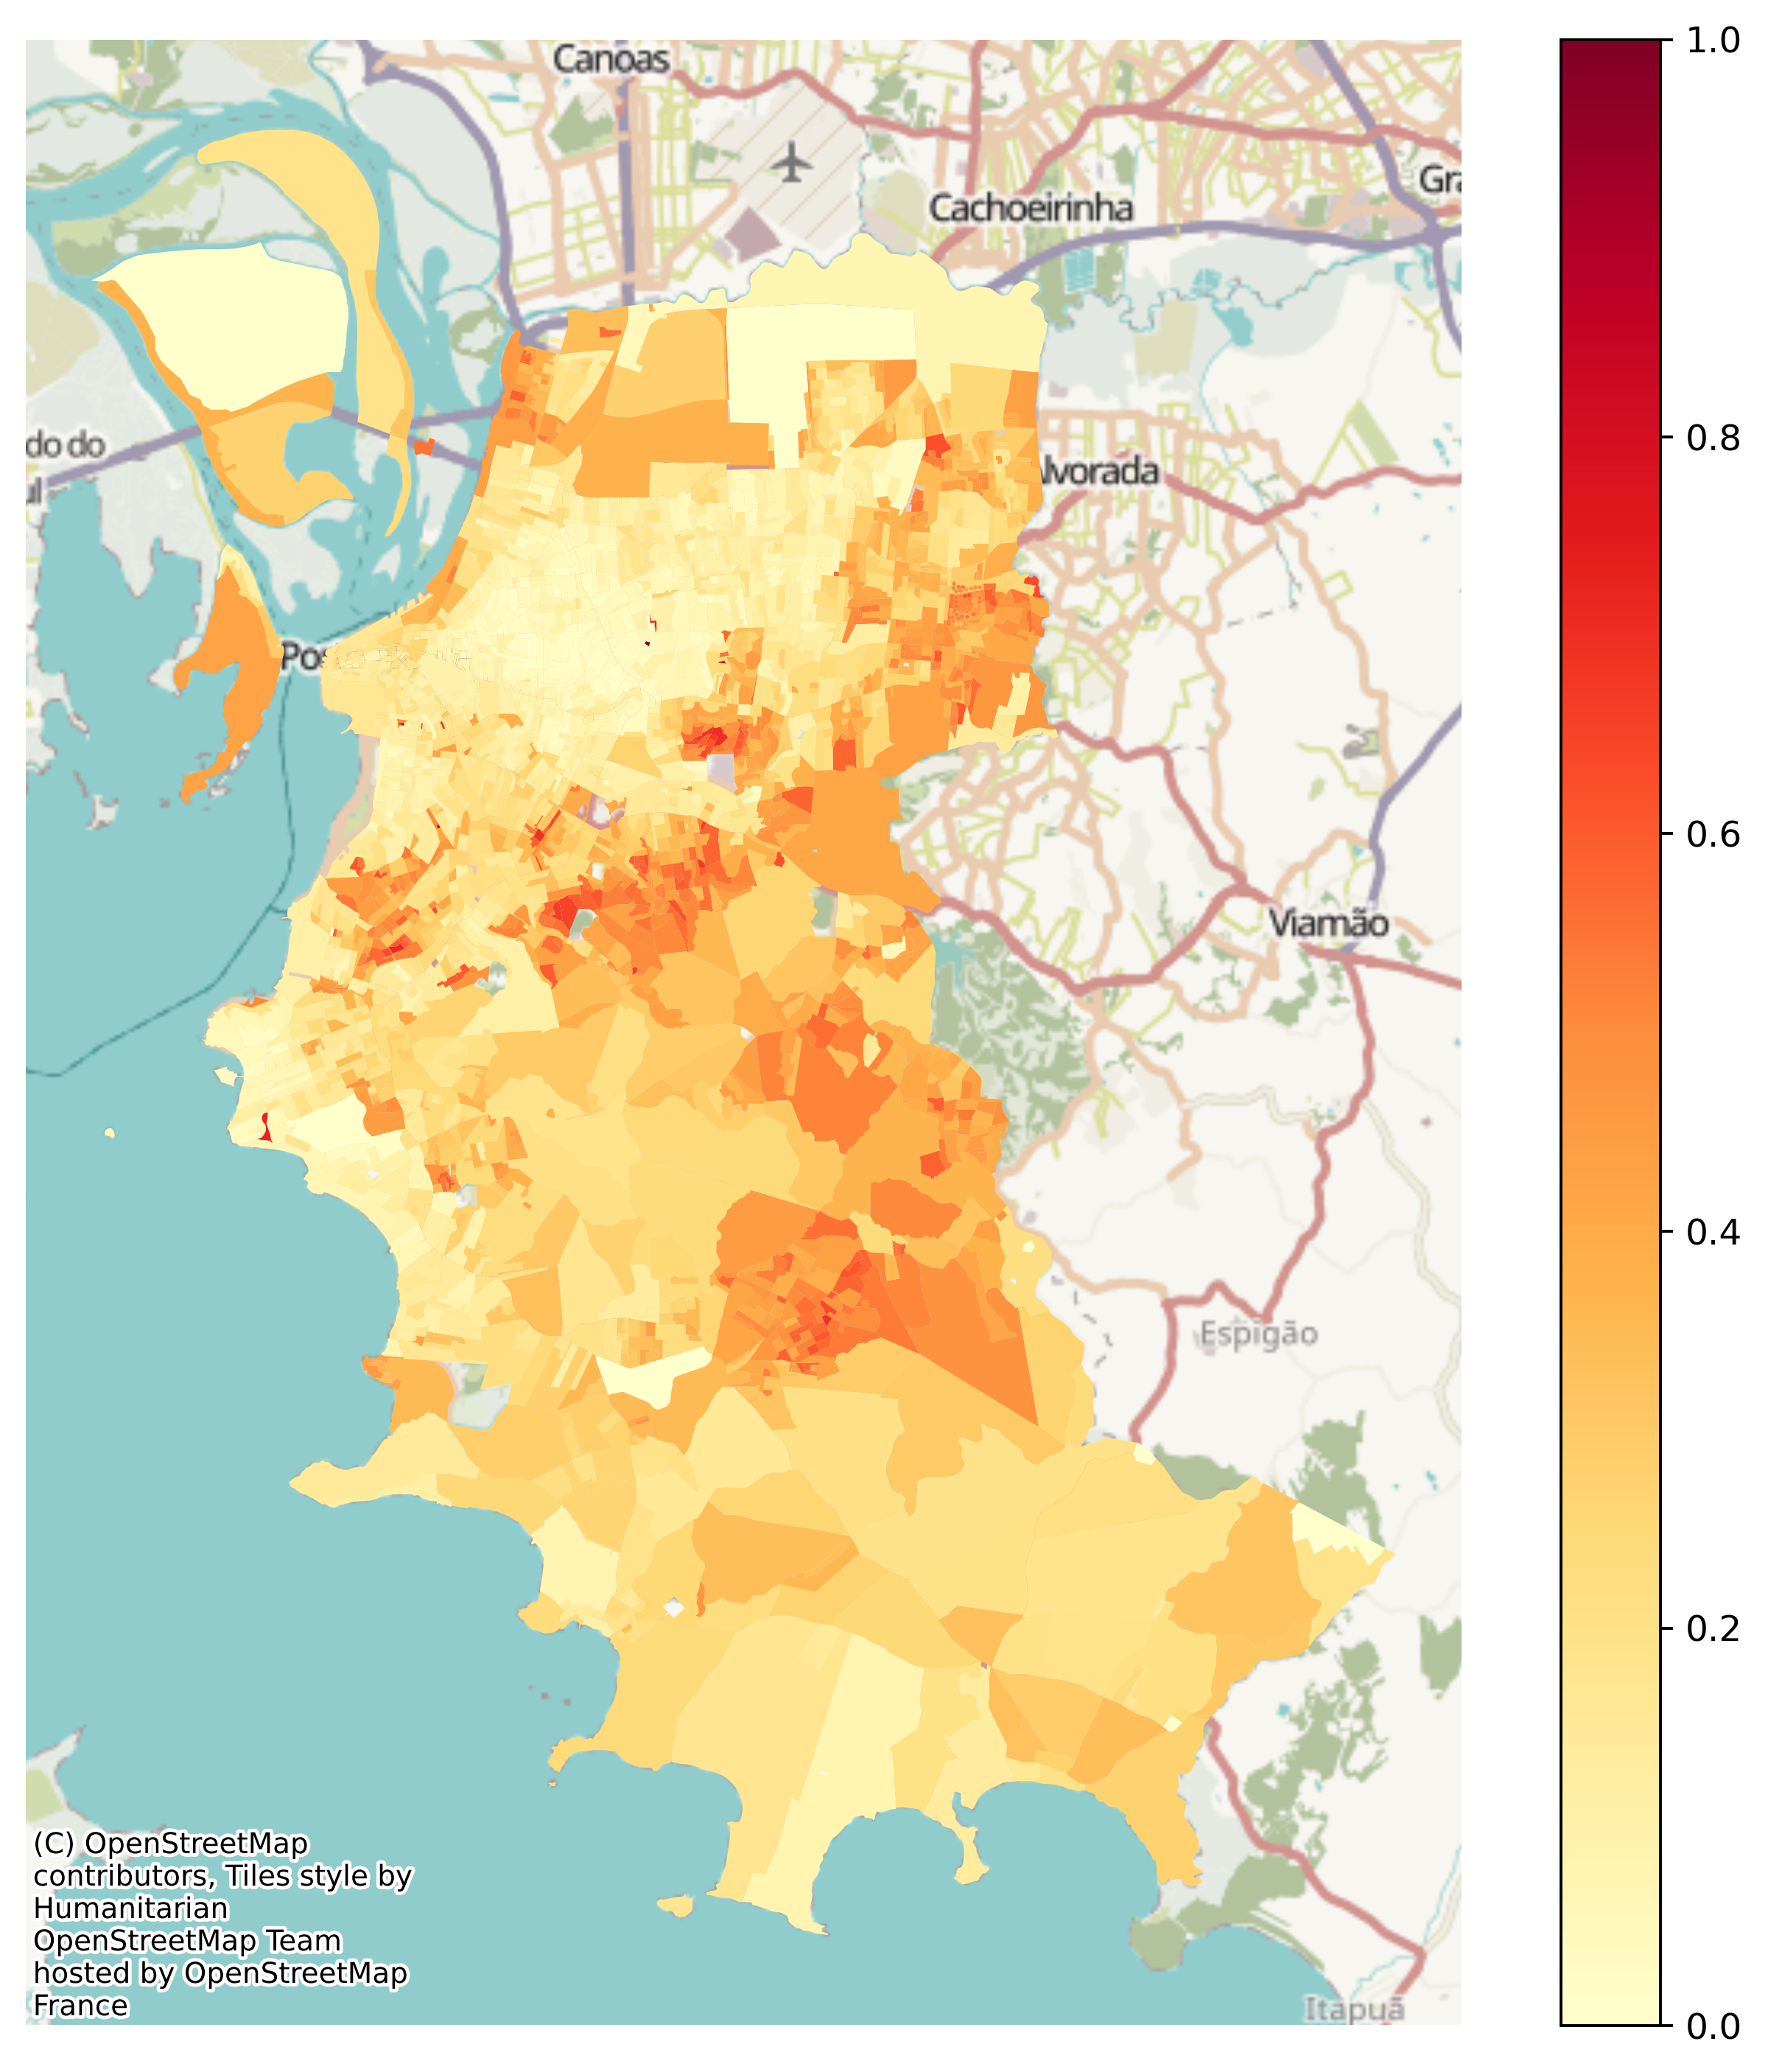 Canoas
Cachoeirinha
Gra
do do
ul
lvorada
Po
Viamão
Espigão
Itapuã
1.0
0.8
0.6
0.4
0.2
0.0
(C) OpenStreetMap
contributors, Tiles style by
Humanitarian
OpenStreetMap Team
hosted by OpenStreetMap
France